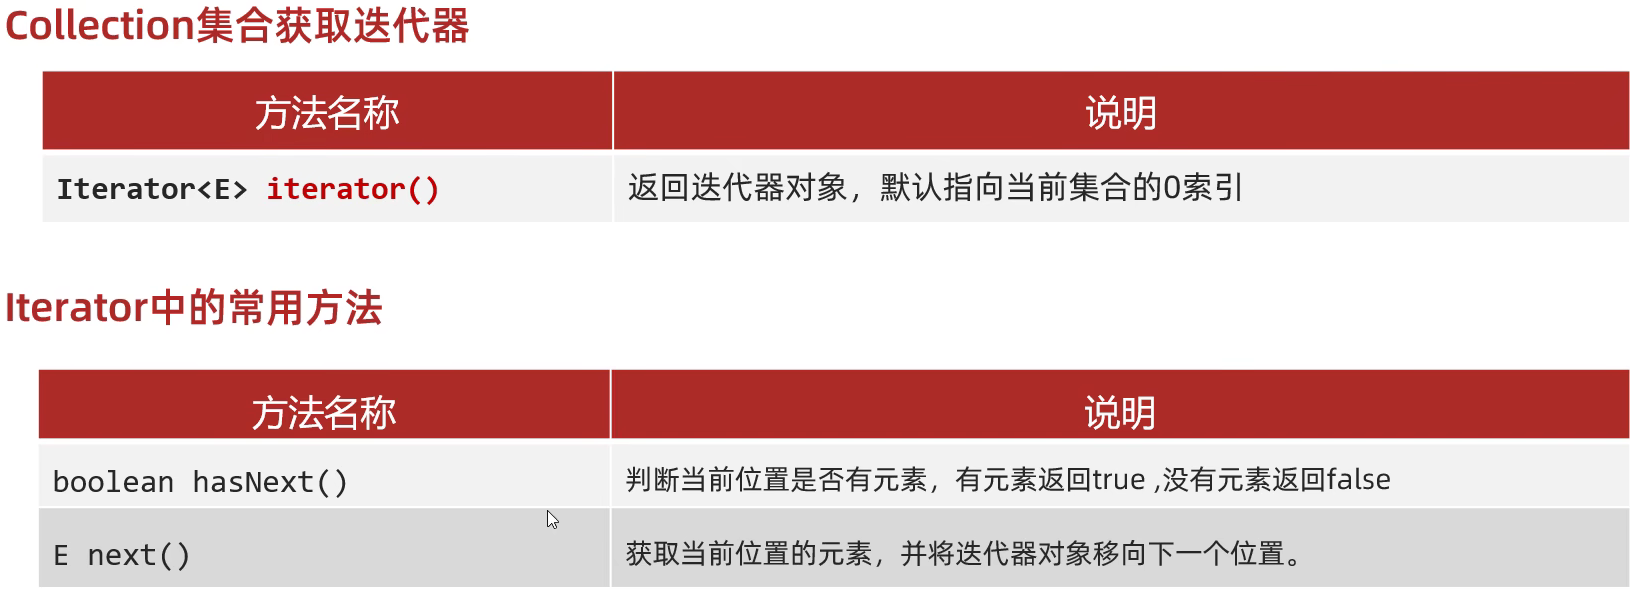 Collection集合获取迭代器
方法名称 说明
Iterator<E> iterator() 返回迭代器对象，默认指向当前集合的0索引
Iterator中的常用方法
方法名称 说明
boolean hasNext() 判断当前位置是否有元素，有元素返回true ,没有元素返回false
E next() 获取当前位置的元素，并将迭代器对象移向下一个位置。